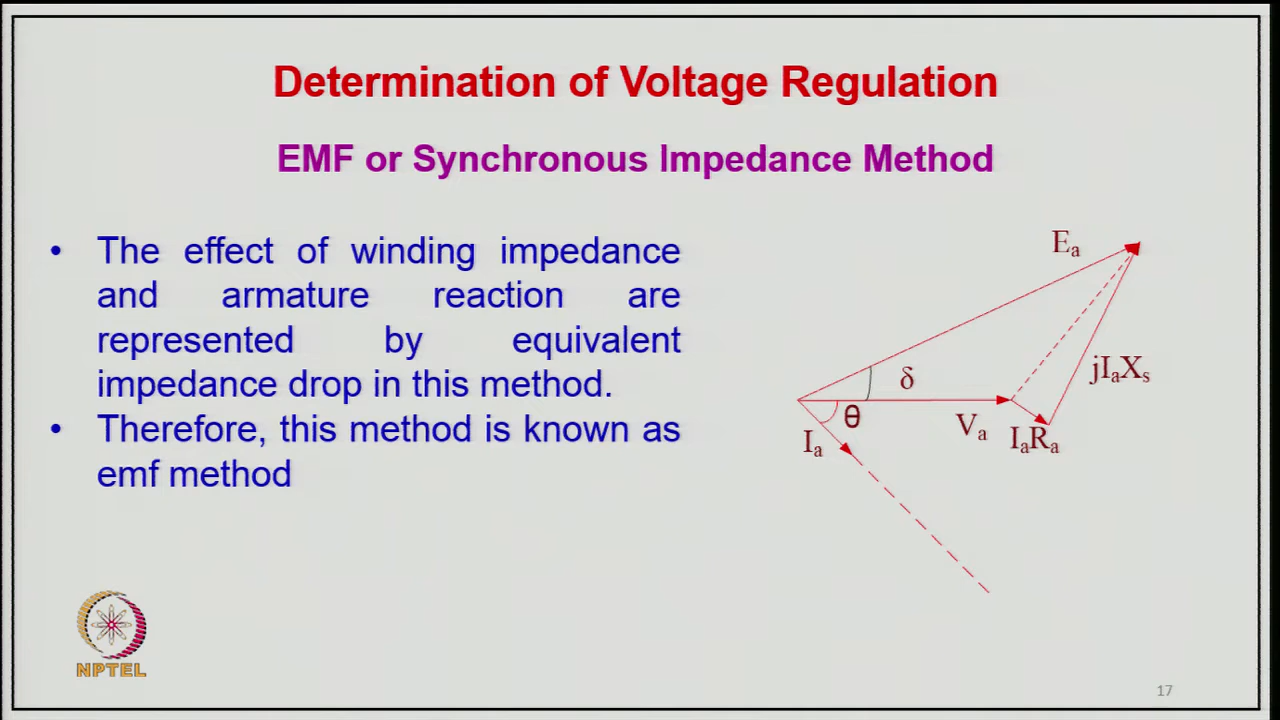 Determination of Voltage Regulation
EMF or Synchronous Impedance Method
• The effect of winding impedance
and armature reaction are
represented by equivalent
impedance drop in this method.
• Therefore, this method is known as
emf method
Eₐ
δ
θ
Iₐ
Vₐ
IₐRₐ
jIₐXₛ
NPTEL
17